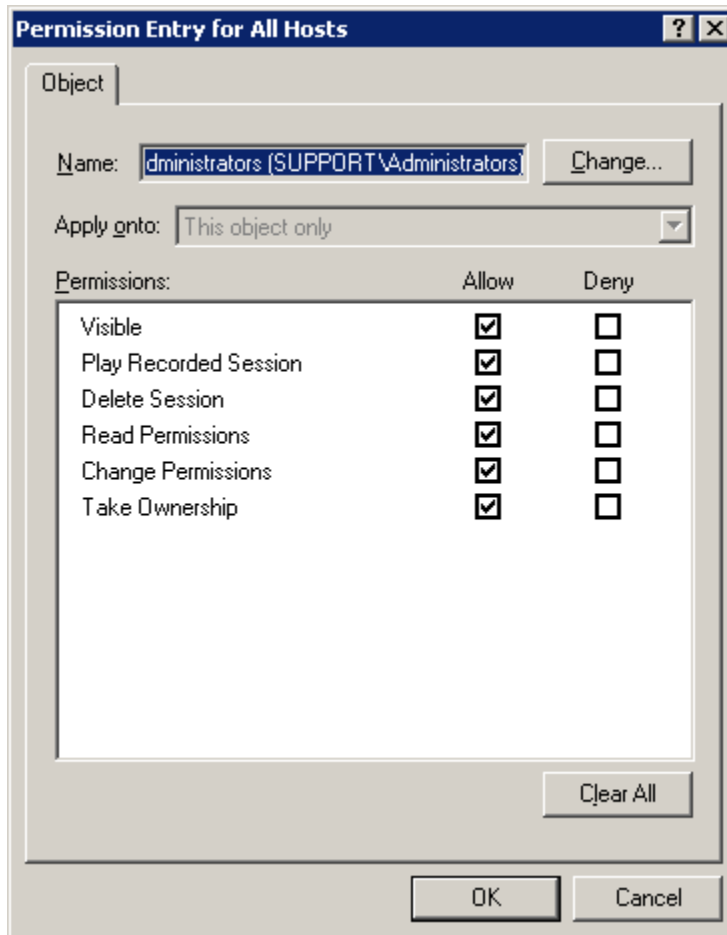 Permission Entry for All Hosts
Object
Name: dministrators (SUPPORT\Administrators) Change...
Apply onto: This object only
Permissions: Allow Deny
Visible
Play Recorded Session
Delete Session
Read Permissions
Change Permissions
Take Ownership
Clear All
OK Cancel